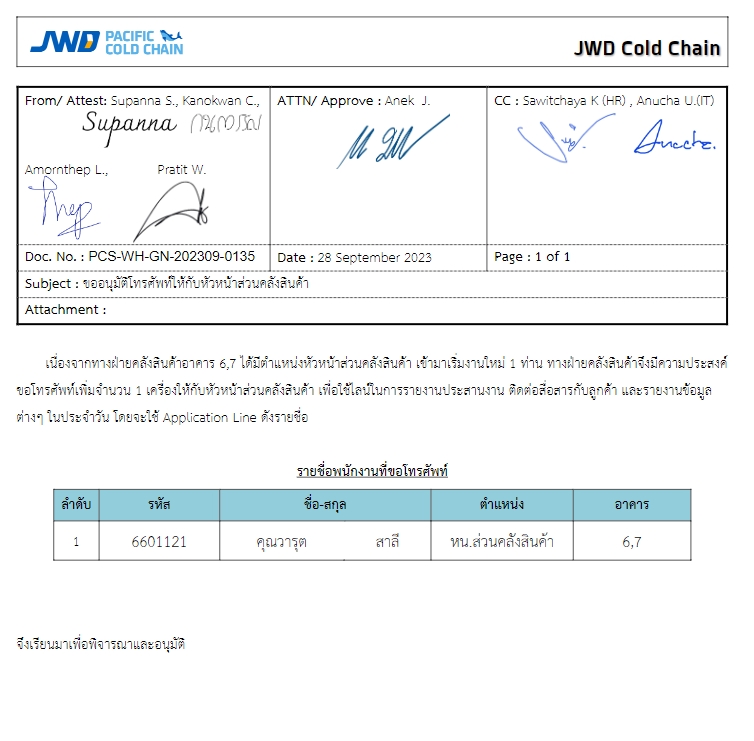 JWD PACIFIC COLD CHAIN
JWD Cold Chain
From/ Attest: Supanna S., Kanokwan C.,
Supanna กนกวรรณ
Amornthep L., Pratit W.
Thep
ATTN/ Approve : Anek J.
CC : Sawitchaya K (HR) , Anucha U.(IT)
Anucha.
Doc. No. : PCS-WH-GN-202309-0135
Date : 28 September 2023
Page : 1 of 1
Subject : ขออนุมัติโทรศัพท์ให้กับหัวหน้าส่วนคลังสินค้า
Attachment :
เนื่องจากทางฝ่ายคลังสินค้าอาคาร 6,7 ได้มีตำแหน่งหัวหน้าส่วนคลังสินค้า เข้ามาเริ่มงานใหม่ 1 ท่าน ทางฝ่ายคลังสินค้าจึงมีความประสงค์
ขอโทรศัพท์เพิ่มจำนวน 1 เครื่องให้กับหัวหน้าส่วนคลังสินค้า เพื่อใช้ไลน์ในการรายงานประสานงาน ติดต่อสื่อสารกับลูกค้า และรายงานข้อมูล
ต่างๆ ในประจำวัน โดยจะใช้ Application Line ดังรายชื่อ
รายชื่อพนักงานที่ขอโทรศัพท์
ลำดับ รหัส ชื่อ-สกุล ตำแหน่ง อาคาร
1 6601121 คุณวารุต สาลี หน.ส่วนคลังสินค้า 6,7
จึงเรียนมาเพื่อพิจารณาและอนุมัติ